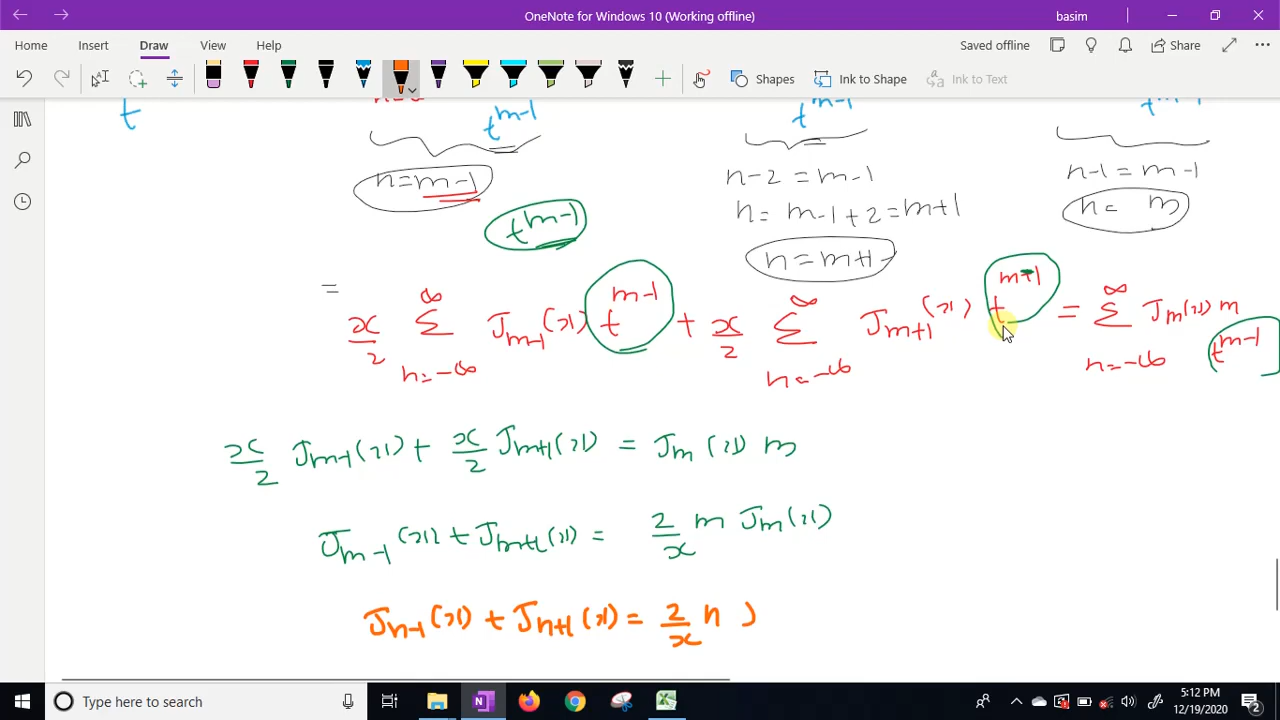 OneNote for Windows 10 (Working offline)
basim
Home Insert Draw View Help
Saved offline
Share
Shapes
Ink to Shape
Ink to Text
t
t^{m-1}
t^{m-1}
n = m-1
n-2 = m-1
n-1 = m-1
n = m-1+2 = m+1
n = m
t^{m-1}
n = m+1
= x/2 ∑_{n=-∞}^{∞} J_{m-1}(x) t^{m-1} + x/2 ∑_{n=-∞}^{∞} J_{m+1}(x) t^{m+1} = ∑_{n=-∞}^{∞} J_m(x) m t^{m-1}
x/2 J_{m-1}(x) + x/2 J_{m+1}(x) = J_m(x) m
J_{m-1}(x) + J_{m+1}(x) = 2/x m J_m(x)
J_{n-1}(x) + J_{n+1}(x) = 2/x n
Type here to search
5:12 PM
12/19/2020
2